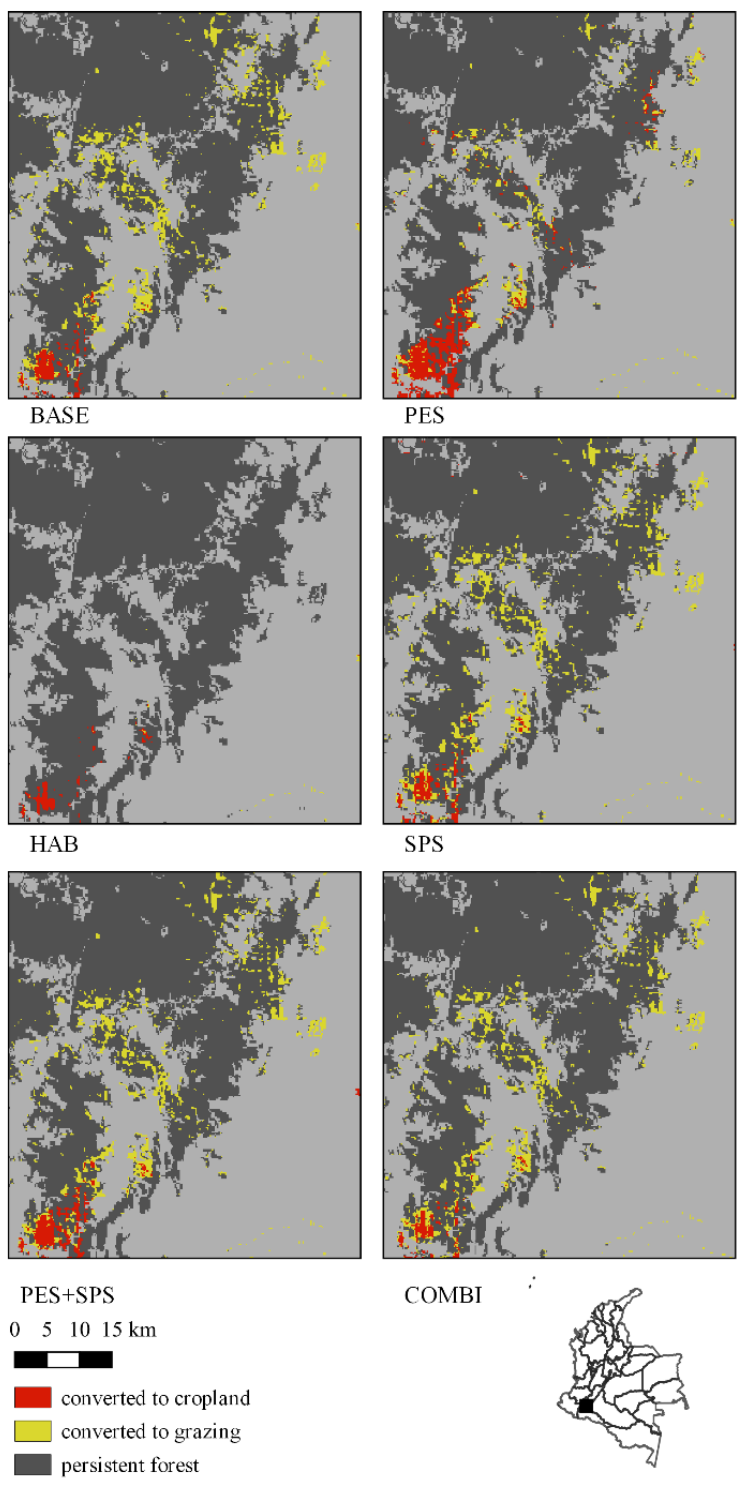 BASE
PES
HAB
SPS
PES+SPS
COMBI
0 5 10 15 km
converted to cropland
converted to grazing
persistent forest